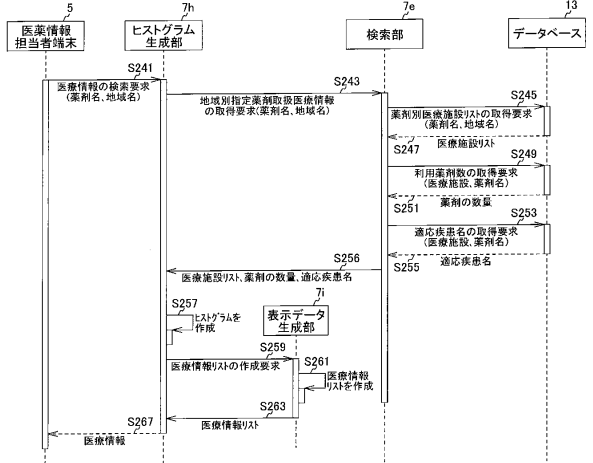 5
7h
7e
13
医薬情報
担当者端末
ヒストグラム
生成部
検索部
データベース
S241
医療情報の検索要求
(薬剤名、地域名)
S243
地域別指定薬剤取扱医療情報
の取得要求(薬剤名、地域名)
S245
薬剤別医療施設リストの取得要求
(薬剤名、地域名)
S247
医療施設リスト
S249
利用薬剤数の取得要求
(医療施設、薬剤名)
S251
薬剤の数量
S253
適応疾患名の取得要求
(医療施設、薬剤名)
S255
適応疾患名
S256
医療施設リスト、薬剤の数量、適応疾患名
S257
ヒストグラムを
作成
7i
表示データ
生成部
S259
医療情報リストの作成要求
S261
医療情報
リストを作成
S263
医療情報リスト
S267
医療情報